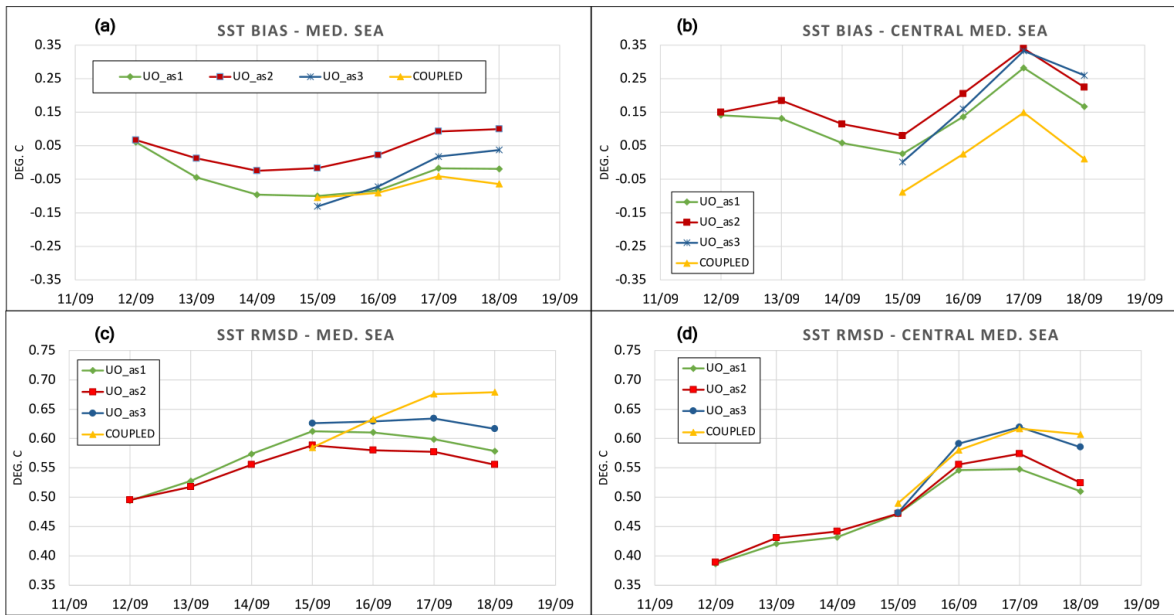 (a) SST BIAS - MED. SEA
UO_as1 UO_as2 UO_as3 COUPLED
DEG. C
0.35
0.25
0.15
0.05
-0.05
-0.15
-0.25
-0.35
11/09 12/09 13/09 14/09 15/09 16/09 17/09 18/09 19/09
(b) SST BIAS - CENTRAL MED. SEA
DEG. C
0.35
0.25
0.15
0.05
-0.05
-0.15
-0.25
-0.35
UO_as1
UO_as2
UO_as3
COUPLED
11/09 12/09 13/09 14/09 15/09 16/09 17/09 18/09 19/09
(c) SST RMSD - MED. SEA
DEG. C
0.75
0.70
0.65
0.60
0.55
0.50
0.45
0.40
0.35
UO_as1
UO_as2
UO_as3
COUPLED
11/09 12/09 13/09 14/09 15/09 16/09 17/09 18/09 19/09
(d) SST RMSD - CENTRAL MED. SEA
DEG. C
0.75
0.70
0.65
0.60
0.55
0.50
0.45
0.40
0.35
UO_as1
UO_as2
UO_as3
COUPLED
11/09 12/09 13/09 14/09 15/09 16/09 17/09 18/09 19/09